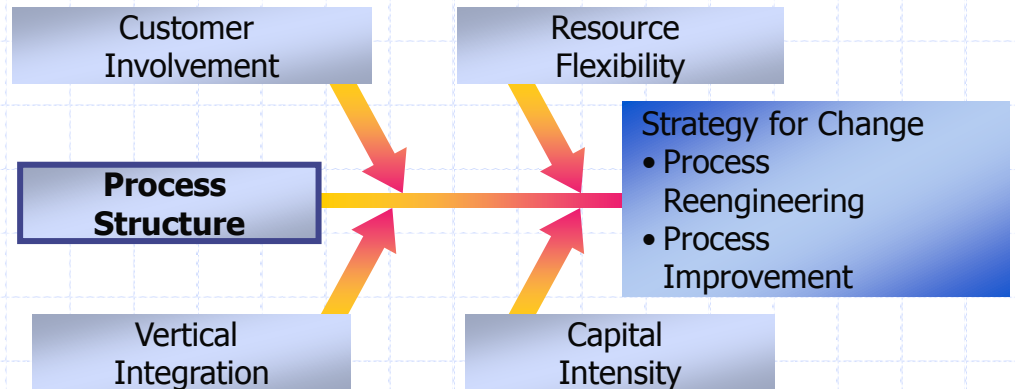 Customer
Involvement
Resource
Flexibility
Process
Structure
Strategy for Change
• Process
Reengineering
• Process
Improvement
Vertical
Integration
Capital
Intensity